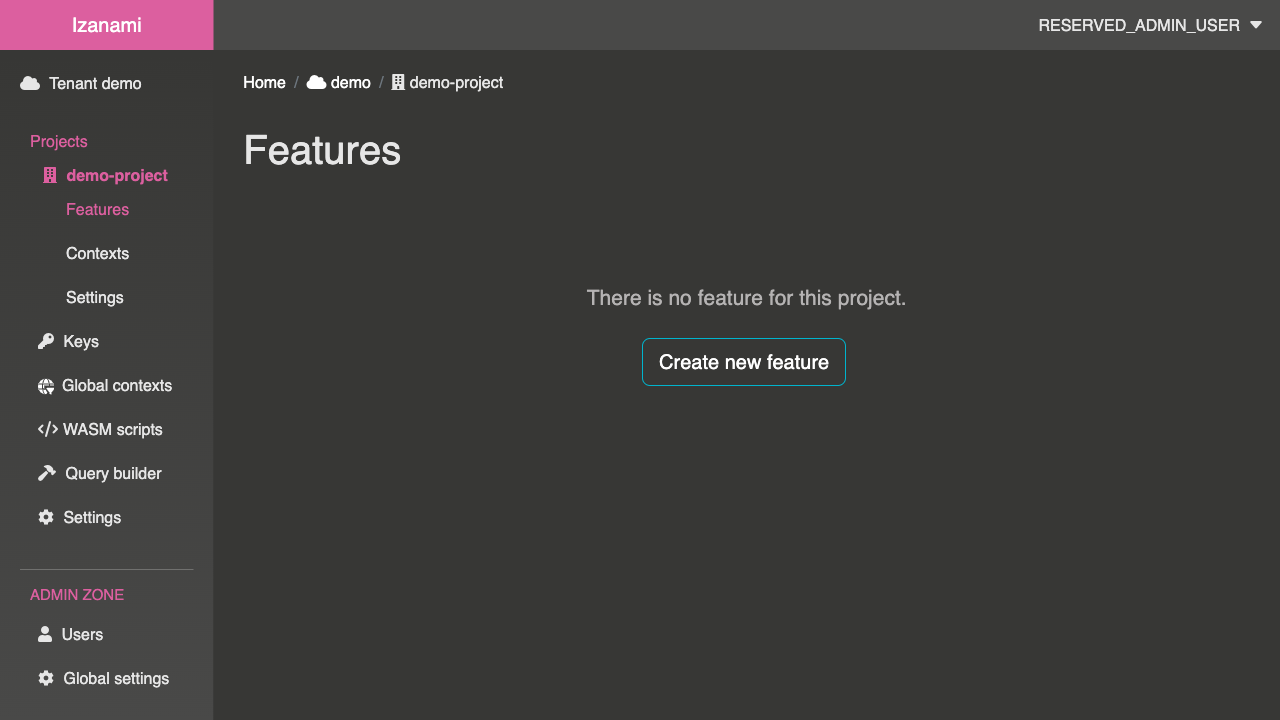 Izanami
RESERVED_ADMIN_USER
Tenant demo
Home / demo / demo-project
Projects
demo-project
Features
Contexts
Settings
Keys
Global contexts
WASM scripts
Query builder
Settings
ADMIN ZONE
Users
Global settings
Features
There is no feature for this project.
Create new feature